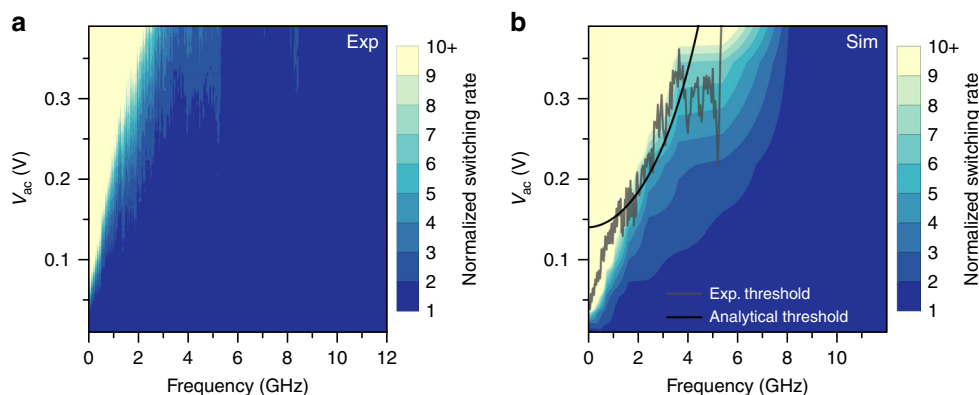 a
Exp
V_ac (V)
0.3
0.2
0.1
0 2 4 6 8 10 12
Frequency (GHz)
10+
9
8
7
6
5
4
3
2
1
Normalized switching rate
b
Sim
V_ac (V)
0.3
0.2
0.1
Exp. threshold
Analytical threshold
0 2 4 6 8 10
Frequency (GHz)
10+
9
8
7
6
5
4
3
2
1
Normalized switching rate